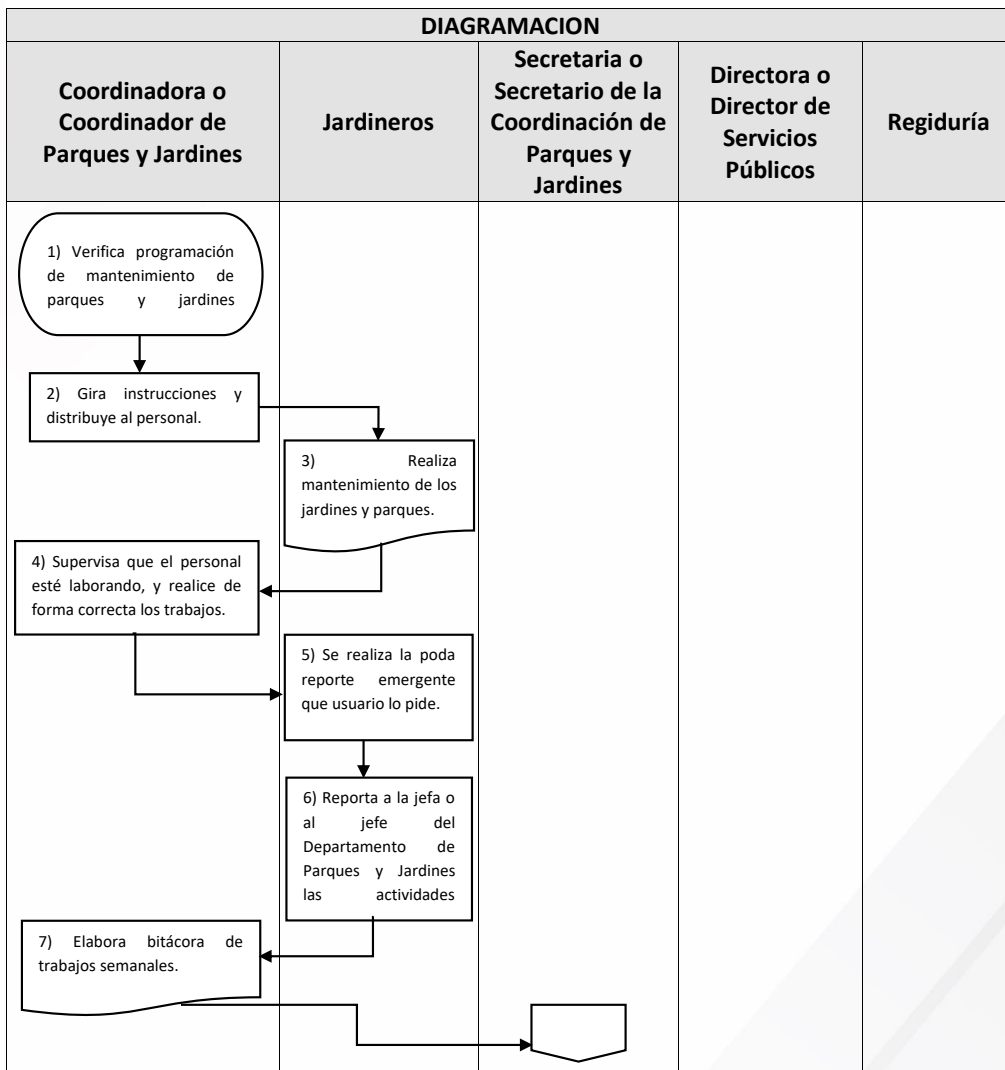 DIAGRAMACION
Coordinadora o
Coordinador de
Parques y Jardines
Jardineros
Secretaria o
Secretario de la
Coordinación de
Parques y
Jardines
Directora o
Director de
Servicios
Públicos
Regiduría
1) Verifica programación
de mantenimiento de
parques y jardines
2) Gira instrucciones y
distribuye al personal.
3) Realiza
mantenimiento de los
jardines y parques.
4) Supervisa que el personal
esté laborando, y realice de
forma correcta los trabajos.
5) Se realiza la poda
reporte emergente
que usuario lo pide.
6) Reporta a la jefa o
al jefe del
Departamento de
Parques y Jardines
las actividades
7) Elabora bitácora de
trabajos semanales.